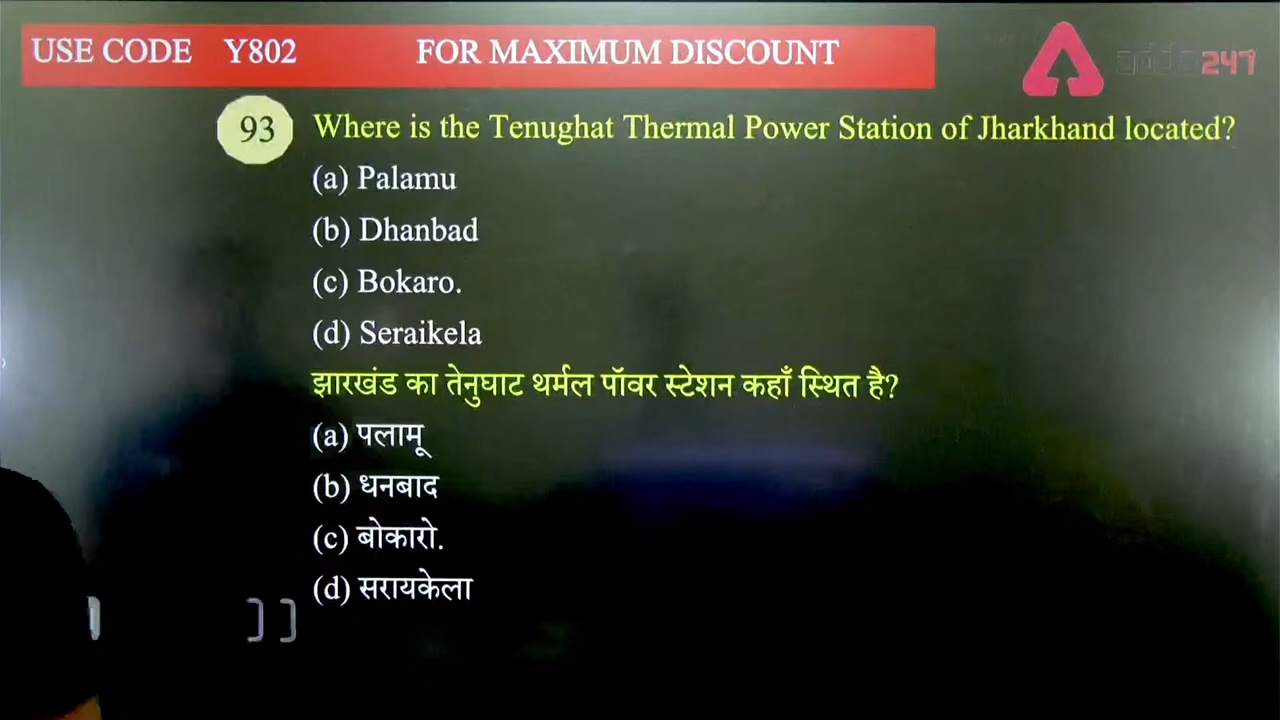 USE CODE Y802 FOR MAXIMUM DISCOUNT
adda247
93 Where is the Tenughat Thermal Power Station of Jharkhand located?
(a) Palamu
(b) Dhanbad
(c) Bokaro.
(d) Seraikela
झारखंड का तेनुघाट थर्मल पॉवर स्टेशन कहाँ स्थित है?
(a) पलामू
(b) धनबाद
(c) बोकारो.
(d) सरायकेला